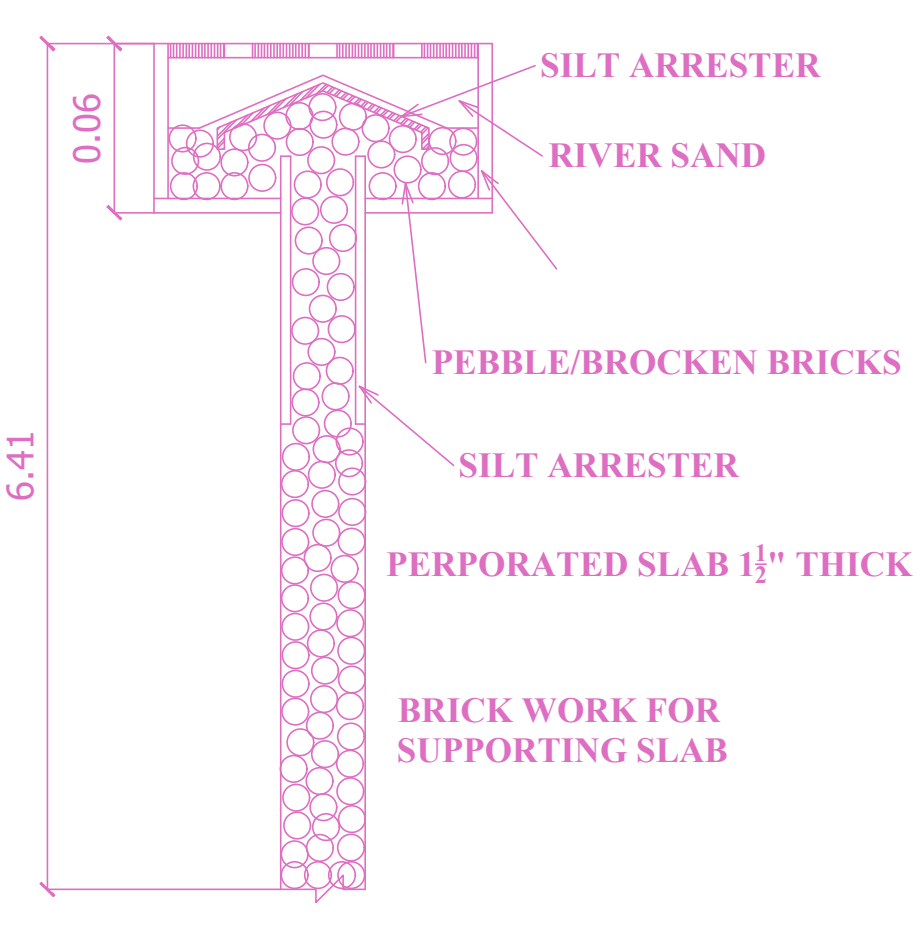 SILT ARRESTER
0.06
RIVER SAND
PEBBLE/BROCKEN BRICKS
6.41
SILT ARRESTER
PERPORATED SLAB 1½" THICK
BRICK WORK FOR
SUPPORTING SLAB